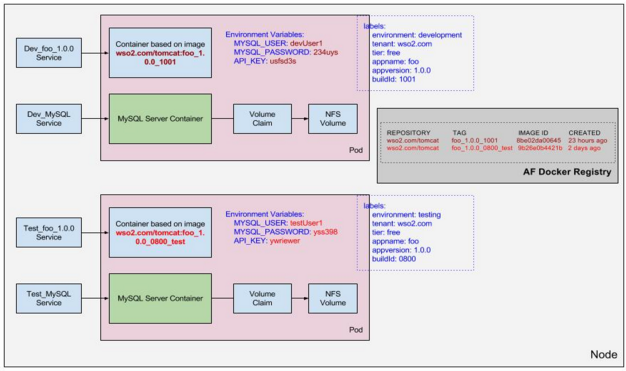 Dev_foo_1.0.0
Service
Container based on image
wso2.com/tomcat:foo_1.
0.0_1001
Environment Variables:
MYSQL_USER: devUser1
MYSQL_PASSWORD: 234uys
API_KEY: usfsd3s
labels:
environment: development
tenant: wso2.com
tier: free
appname: foo
appversion: 1.0.0
buildId: 1001
Dev_MySQL
Service
MySQL Server Container
Volume
Claim
NFS
Volume
Pod
REPOSITORY TAG IMAGE ID CREATED
wso2.com/tomcat foo_1.0.0_1001 8be02da00645 23 hours ago
wso2.com/tomcat foo_1.0.0_0800_test 9b26e0b4421b 2 days ago
AF Docker Registry
Test_foo_1.0.0
Service
Container based on image
wso2.com/tomcat:foo_1.
0.0_0800_test
Environment Variables:
MYSQL_USER: testUser1
MYSQL_PASSWORD: yss398
API_KEY: ywriewer
labels:
environment: testing
tenant: wso2.com
tier: free
appname: foo
appversion: 1.0.0
buildId: 0800
Test_MySQL
Service
MySQL Server Container
Volume
Claim
NFS
Volume
Pod
Node